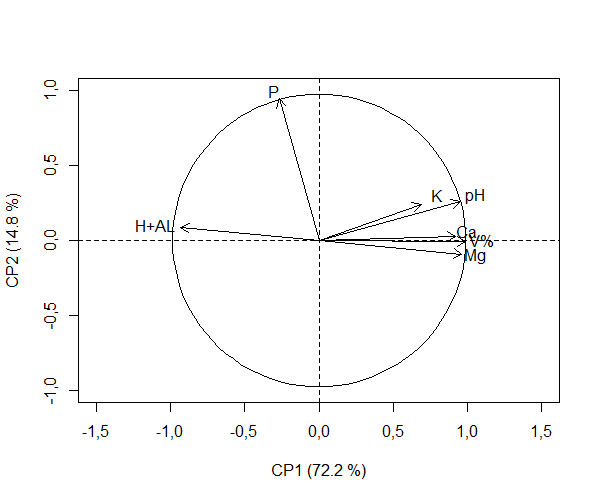 1,0
P
0,5
K
pH
H+AL
Ca
0,0
V%
Mg
CP2 (14.8 %)
-0,5
-1,0
-1,5 -1,0 -0,5 0,0 0,5 1,0 1,5
CP1 (72.2 %)